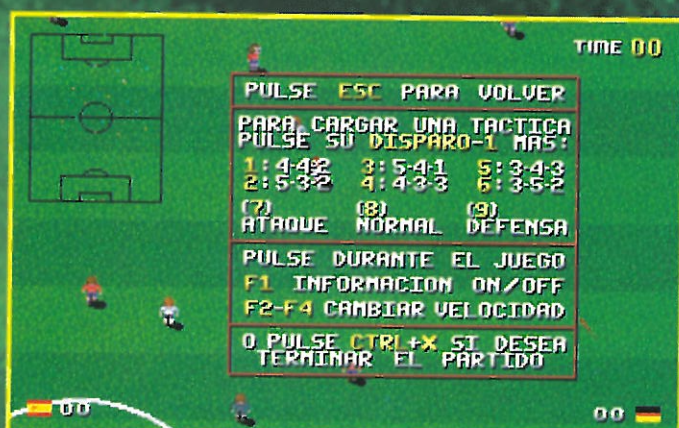 TIME 00
PULSE ESC PARA VOLVER
PARA CARGAR UNA TACTICA
PULSE SU DISPARO-1 MAS:
1:4-4-2 3:5-4-1 5:3-4-3
2:5-3-2 4:4-3-3 6:3-5-2
(7) (8) (9)
ATAQUE NORMAL DEFENSA
PULSE DURANTE EL JUEGO
F1 INFORMACION ON/OFF
F2-F4 CAMBIAR VELOCIDAD
O PULSE CTRL+X SI DESEA
TERMINAR EL PARTIDO
00 00